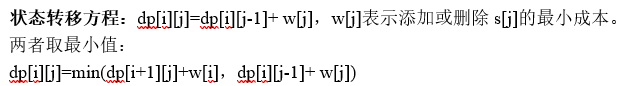 状态转移方程：dp[i][j]=dp[i][j-1]+ w[j]，w[j]表示添加或删除 s[j]的最小成本。
两者取最小值：
dp[i][j]=min(dp[i+1][j]+w[i]，dp[i][j-1]+ w[j])